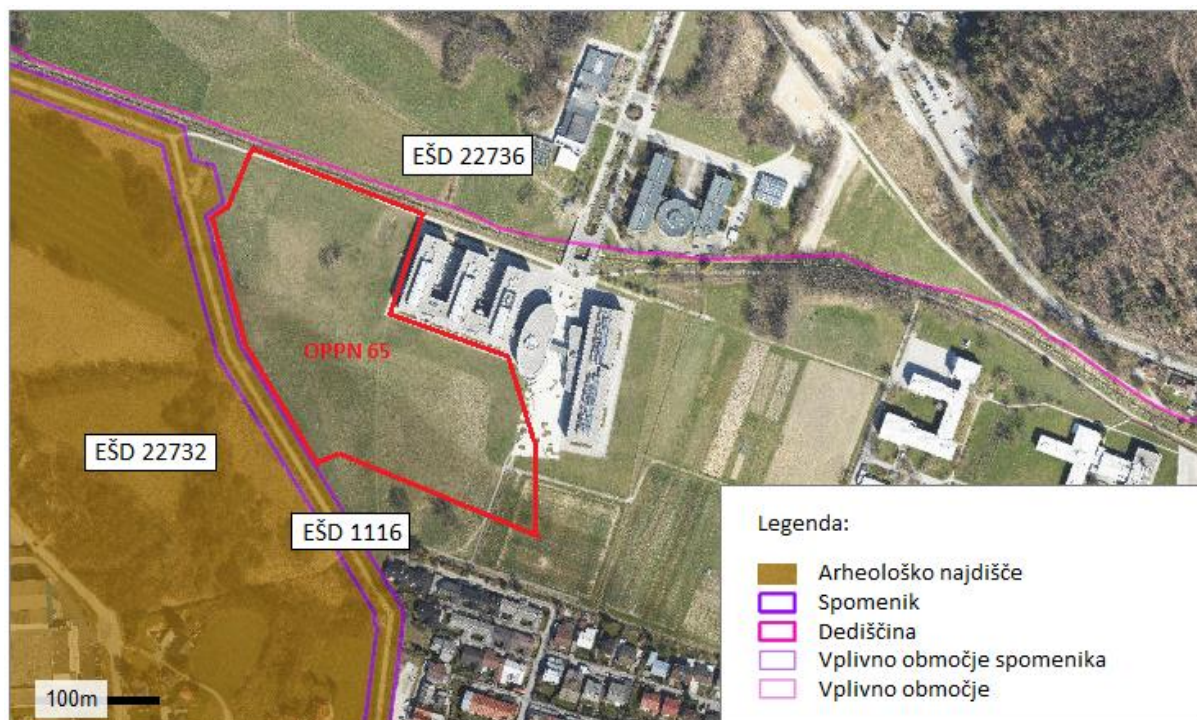 EŠD 22736
OPPN 65
EŠD 22732
EŠD 1116
100m
Legenda:
Arheološko najdišče
Spomenik
Dediščina
Vplivno območje spomenika
Vplivno območje